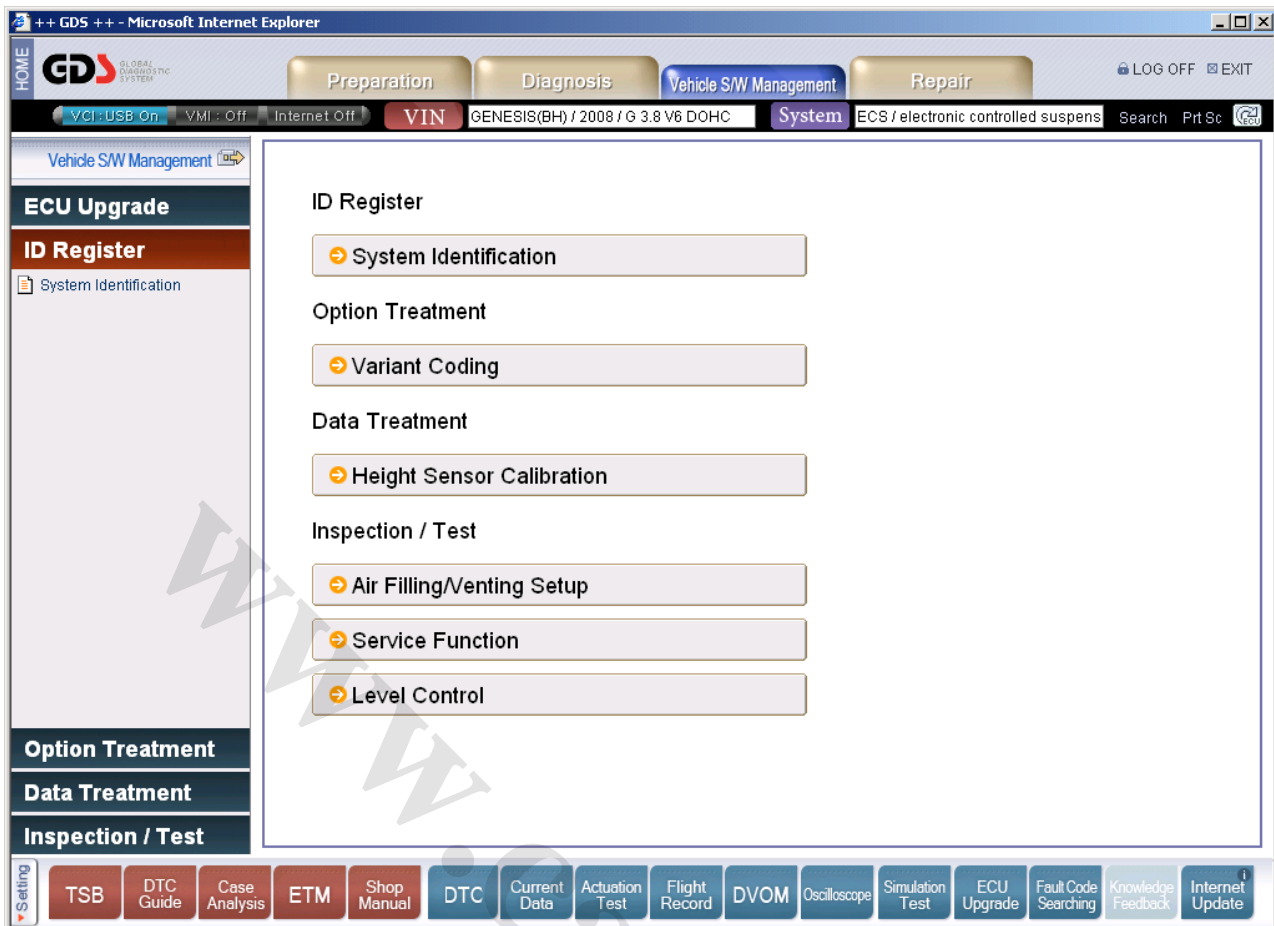 ++ GDS ++ - Microsoft Internet Explorer
HOME
GDS GLOBAL DIAGNOSTIC SYSTEM
Preparation Diagnosis Vehicle S/W Management Repair
LOG OFF EXIT
VCI : USB On VMI : Off Internet Off VIN GENESIS(BH) / 2008 / G 3.8 V6 DOHC System ECS / electronic controlled suspens Search Prt Sc ECU
Vehicle S/W Management
ECU Upgrade
ID Register
System Identification
Option Treatment
Data Treatment
Inspection / Test
ID Register
System Identification
Option Treatment
Variant Coding
Data Treatment
Height Sensor Calibration
Inspection / Test
Air Filling/Venting Setup
Service Function
Level Control
Setting
TSB
DTC Guide
Case Analysis
ETM
Shop Manual
DTC
Current Data
Actuation Test
Flight Record
DVOM
Oscilloscope
Simulation Test
ECU Upgrade
Fault Code Searching
Knowledge Feedback
Internet Update
www.